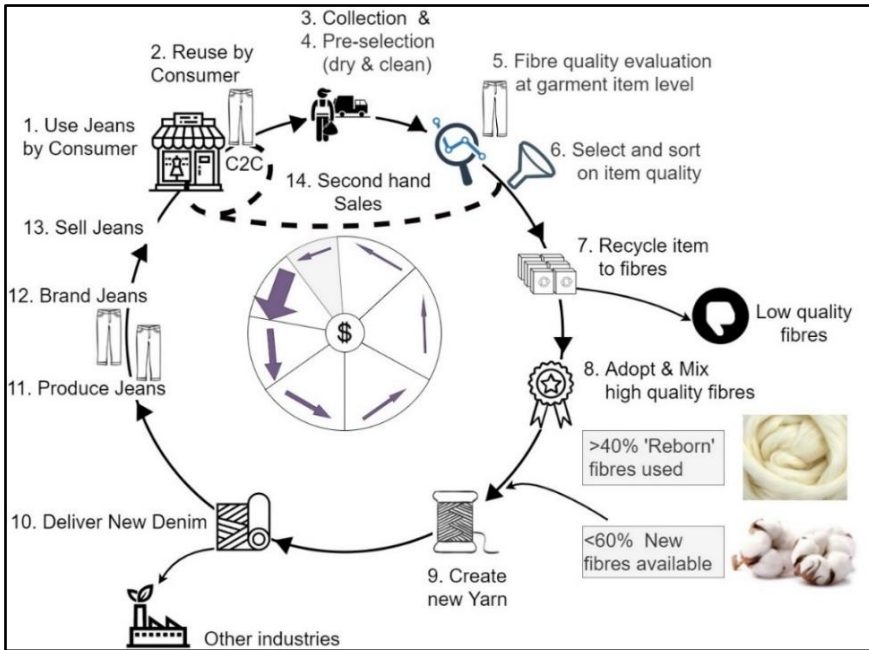 3. Collection &
4. Pre-selection
(dry & clean)
2. Reuse by
Consumer
5. Fibre quality evaluation
at garment item level
1. Use Jeans
by Consumer
C2C
6. Select and sort
on item quality
14. Second hand
Sales
13. Sell Jeans
7. Recycle item
to fibres
12. Brand Jeans
Low quality
fibres
$
11. Produce Jeans
8. Adopt & Mix
high quality fibres
>40% 'Reborn'
fibres used
10. Deliver New Denim
<60% New
fibres available
9. Create
new Yarn
Other industries